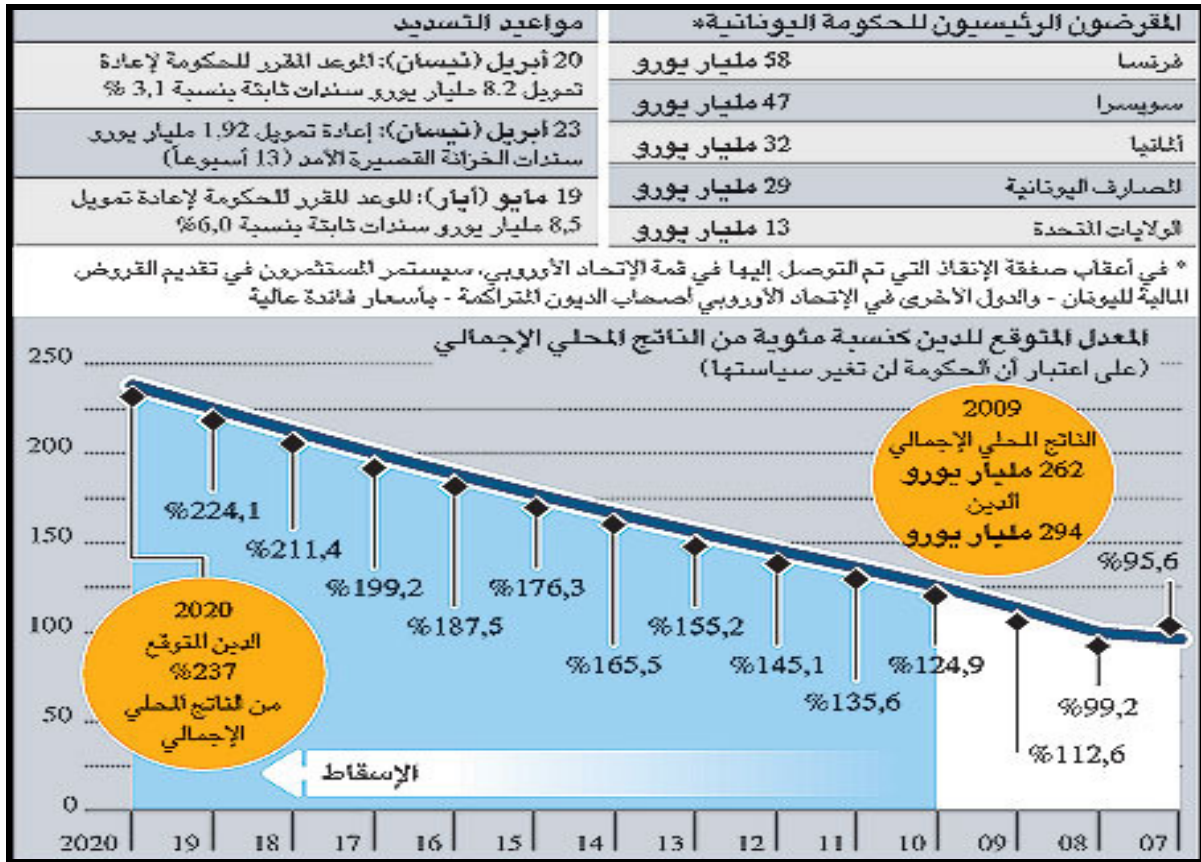 المقرضون الرئيسيون للحكومة اليونانية*
فرنسا 58 مليار يورو
سويسرا 47 مليار يورو
ألمانيا 32 مليار يورو
المصارف اليونانية 29 مليار يورو
الولايات المتحدة 13 مليار يورو
مواعيد التسديد
20 أبريل (نيسان): الموعد المقرر للحكومة لإعادة
تمويل 8.2 مليار يورو سندات ثابتة بنسبة 3,1 %
23 أبريل (نيسان): إعادة تمويل 1.92 مليار يورو
سندات الخزانة القصيرة الأمد (13 أسبوعاً)
19 مايو (أيار): الموعد المقرر للحكومة لإعادة تمويل
8,5 مليار يورو سندات ثابتة بنسبة 6,0%
* في أعقاب صفقة الإنقاذ التي تم التوصل إليها في قمة الإتحاد الأوروبي، سيستمر المستثمرون في تقديم القروض
المالية لليونان - والدول الأخرى في الإتحاد الأوروبي أصحاب الديون المتراكمة - بأسعار فائدة عالية
المعدل المتوقع للدين كنسبة مئوية من الناتج المحلي الإجمالي
(على اعتبار أن الحكومة لن تغير سياستها)
250
200
150
100
50
0
2009
الناتج المحلي الإجمالي
262 مليار يورو
الدين
294 مليار يورو
%95,6
%99,2
%112,6
%124,9
%135,6
%145,1
%155,2
%165,5
%176,3
%187,5
%199,2
%211,4
%224,1
2020
الدين المتوقع
%237
من الناتج المحلي
الإجمالي
الإسقاط
07 08 09 10 11 12 13 14 15 16 17 18 19 2020